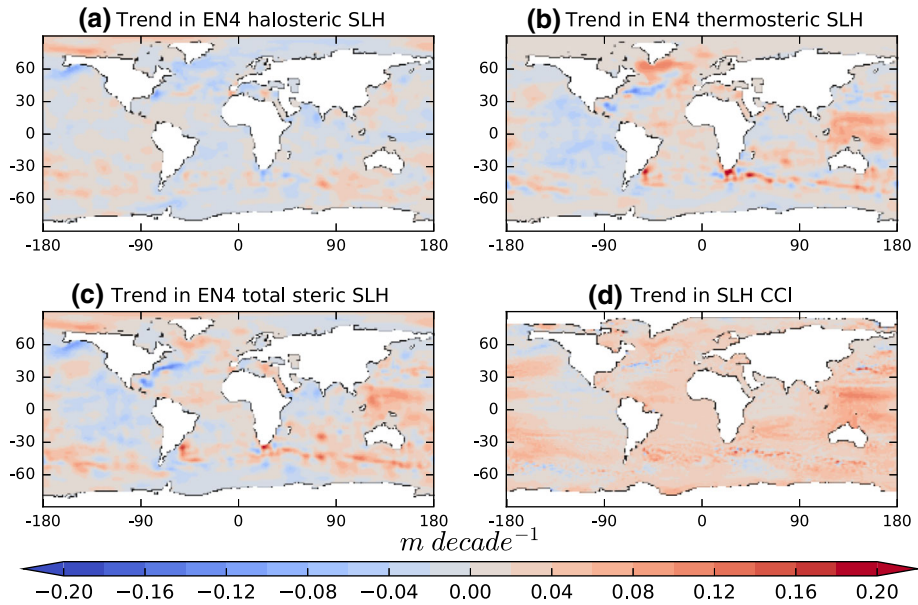 (a) Trend in EN4 halosteric SLH
60
30
0
-30
-60
-180 -90 0 90 180
(b) Trend in EN4 thermosteric SLH
60
30
0
-30
-60
-180 -90 0 90 180
(c) Trend in EN4 total steric SLH
60
30
0
-30
-60
-180 -90 0 90 180
(d) Trend in SLH CCI
60
30
0
-30
-60
-180 -90 0 90 180
m decade⁻¹
−0.20 −0.16 −0.12 −0.08 −0.04 0.00 0.04 0.08 0.12 0.16 0.20